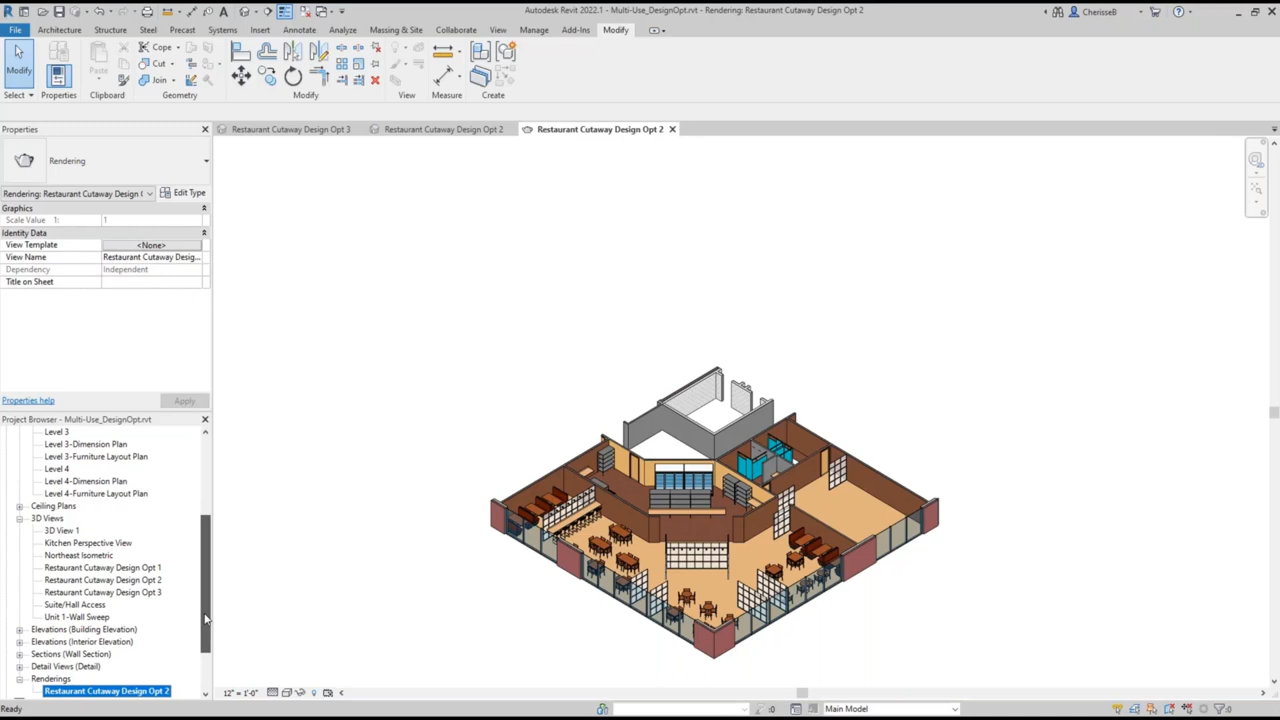 Autodesk Revit 2022.1 - Multi-Use_DesignOpt.rvt - Rendering: Restaurant Cutaway Design Opt 2
CherisseB
File Architecture Structure Steel Precast Systems Insert Annotate Analyze Massing & Site Collaborate View Manage Add-Ins Modify
Modify
Paste
Cope
Cut
Join
Select Properties Clipboard Geometry Modify View Measure Create
Properties
Restaurant Cutaway Design Opt 3
Restaurant Cutaway Design Opt 2
Restaurant Cutaway Design Opt 2
Rendering
Rendering: Restaurant Cutaway Design (
Edit Type
Graphics
Scale Value 1: 1
Identity Data
View Template <None>
View Name Restaurant Cutaway Desig...
Dependency Independent
Title on Sheet
Properties help
Apply
Project Browser - Multi-Use_DesignOpt.rvt
Level 3
Level 3-Dimension Plan
Level 3-Furniture Layout Plan
Level 4
Level 4-Dimension Plan
Level 4-Furniture Layout Plan
Ceiling Plans
3D Views
3D View 1
Kitchen Perspective View
Northeast Isometric
Restaurant Cutaway Design Opt 1
Restaurant Cutaway Design Opt 2
Restaurant Cutaway Design Opt 3
Suite/Hall Access
Unit 1-Wall Sweep
Elevations (Building Elevation)
Elevations (Interior Elevation)
Sections (Wall Section)
Detail Views (Detail)
Renderings
Restaurant Cutaway Design Opt 2
12" = 1'-0"
Ready
:0
Main Model
:0